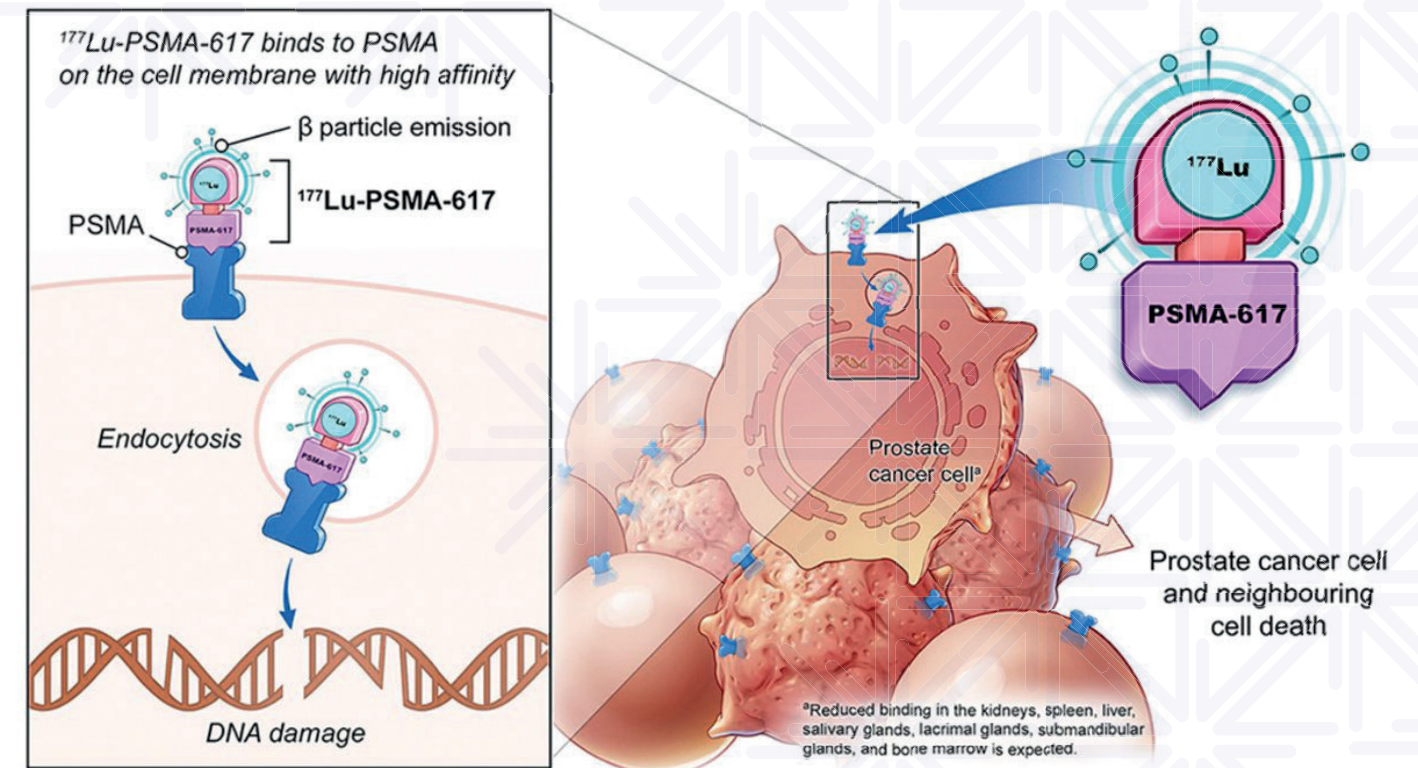 ¹⁷⁷Lu-PSMA-617 binds to PSMA
on the cell membrane with high affinity
β particle emission
¹⁷⁷Lu
¹⁷⁷Lu-PSMA-617
PSMA
PSMA-617
Endocytosis
¹⁷⁷Lu
PSMA-617
DNA damage
¹⁷⁷Lu
PSMA-617
Prostate
cancer cellᵃ
Prostate cancer cell
and neighbouring
cell death
ᵃReduced binding in the kidneys, spleen, liver,
salivary glands, lacrimal glands, submandibular
glands, and bone marrow is expected.